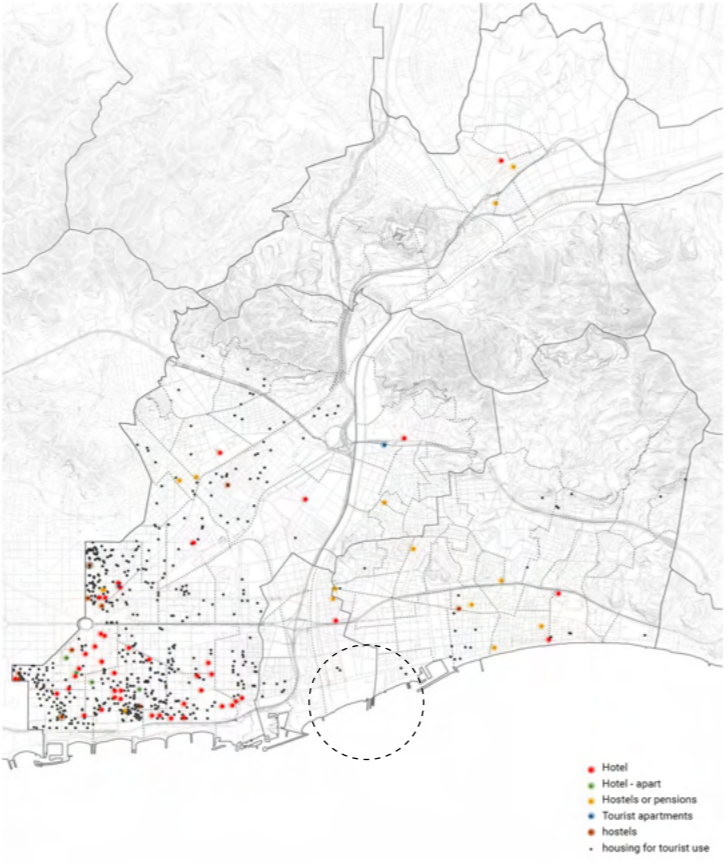 Hotel
Hotel - apart
Hostels or pensions
Tourist apartments
hostels
housing for tourist use